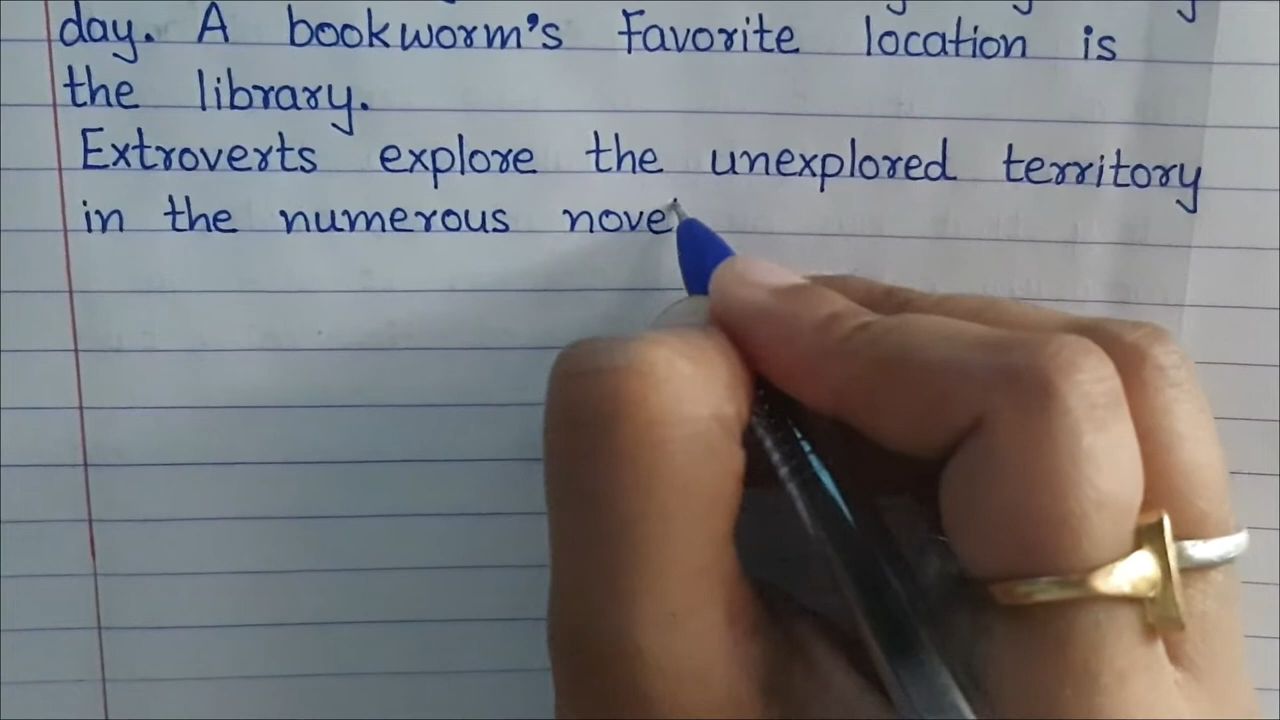 day. A bookworm's Favorite location is
the library.
Extroverts explore the unexplored territory
in the numerous nove